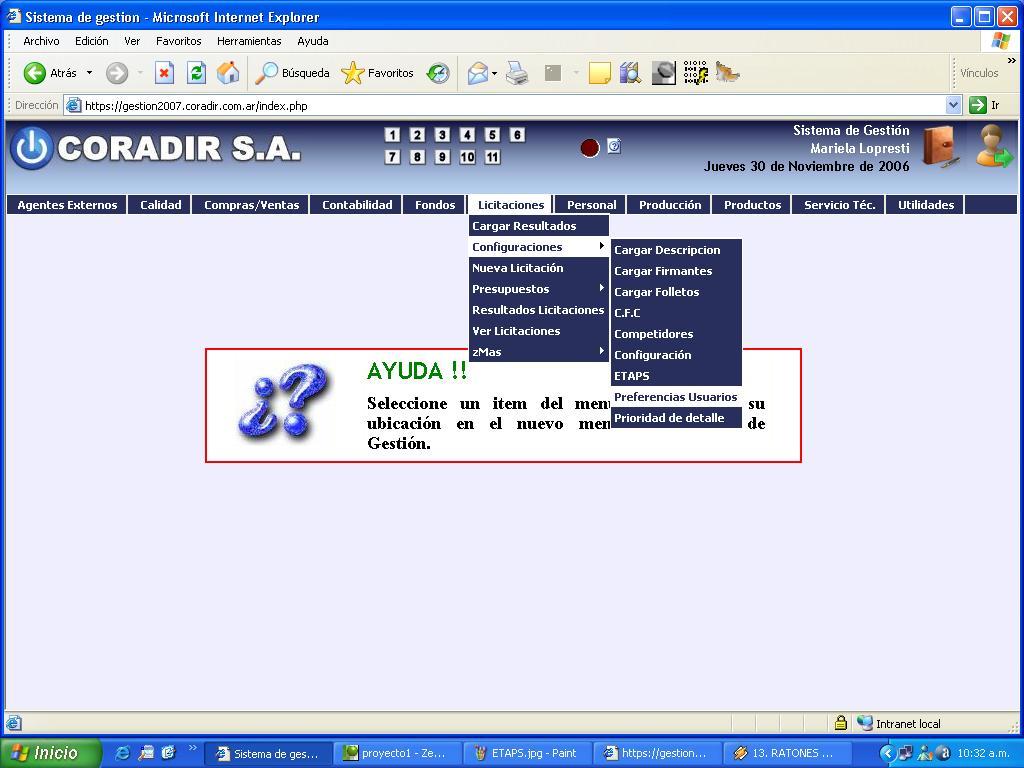 Sistema de gestion - Microsoft Internet Explorer
Archivo Edición Ver Favoritos Herramientas Ayuda
Atrás Búsqueda Favoritos Vínculos »
Dirección https://gestion2007.coradir.com.ar/index.php Ir
CORADIR S.A.
1 2 3 4 5 6
7 8 9 10 11
Sistema de Gestión
Mariela Lopresti
Jueves 30 de Noviembre de 2006
Agentes Externos Calidad Compras/Ventas Contabilidad Fondos Licitaciones Personal Producción Productos Servicio Téc. Utilidades
Cargar Resultados
Configuraciones
Nueva Licitación
Presupuestos
Resultados Licitaciones
Ver Licitaciones
zMas
Cargar Descripcion
Cargar Firmantes
Cargar Folletos
C.F.C
Competidores
Configuración
ETAPS
Preferencias Usuarios
Prioridad de detalle
AYUDA !!
Seleccione un item del su
ubicación en el nuevo de
Gestión.
Intranet local
Inicio » Sistema de ges... proyecto1 - Ze... ETAPS.jpg - Paint https://gestion... 13. RATONES ... 10:32 a.m.